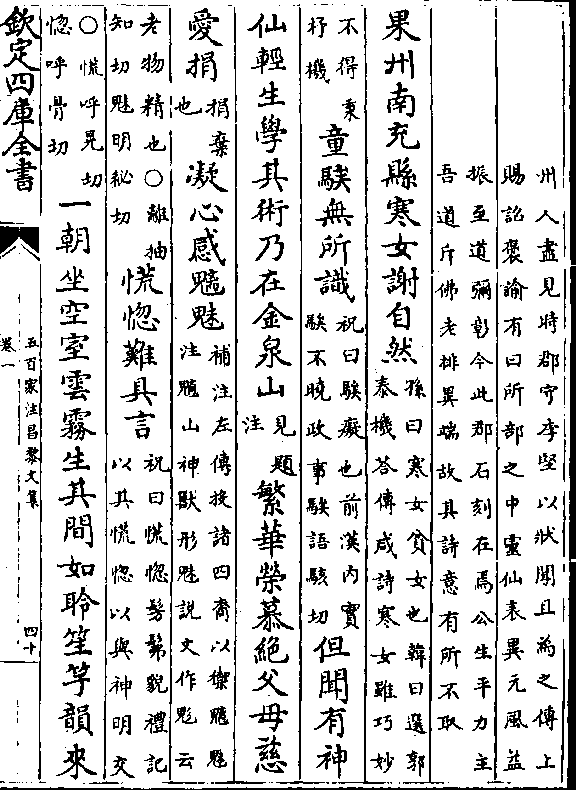 州人盡見時郡守李堅以狀聞且為之傳上
賜詔褒諭有曰所部之中靈仙表異元風益
振至道彌彰今此郡石刻在焉公生平力主
吾道斥佛老排異端故其詩意有所不取
果州南充縣寒女謝自然孫曰寒女貧女也韓曰選郭泰機荅傳咸詩寒女雖巧妙
不得秉杼機童騃無所識祝曰騃癡也前漢内實騃不曉政事騃語駭切但聞有神
仙輕生學其術乃在金泉山見題注繁華榮慕絶父母慈
愛捐捐棄也凝心感魑魅補注左傳投諸四裔以禦魑魅注魑山神獸形魅説文作鬽云
老物精也○離抽知切魅明祕切慌惚難具言祝曰慌惚髣髴貌禮記以其慌惚以與神明交
○慌呼晃切惚呼骨切一朝坐空室雲霧生其間如聆笙竽韻來
欽定四庫全書
五百家注昌黎文集
卷一
四十